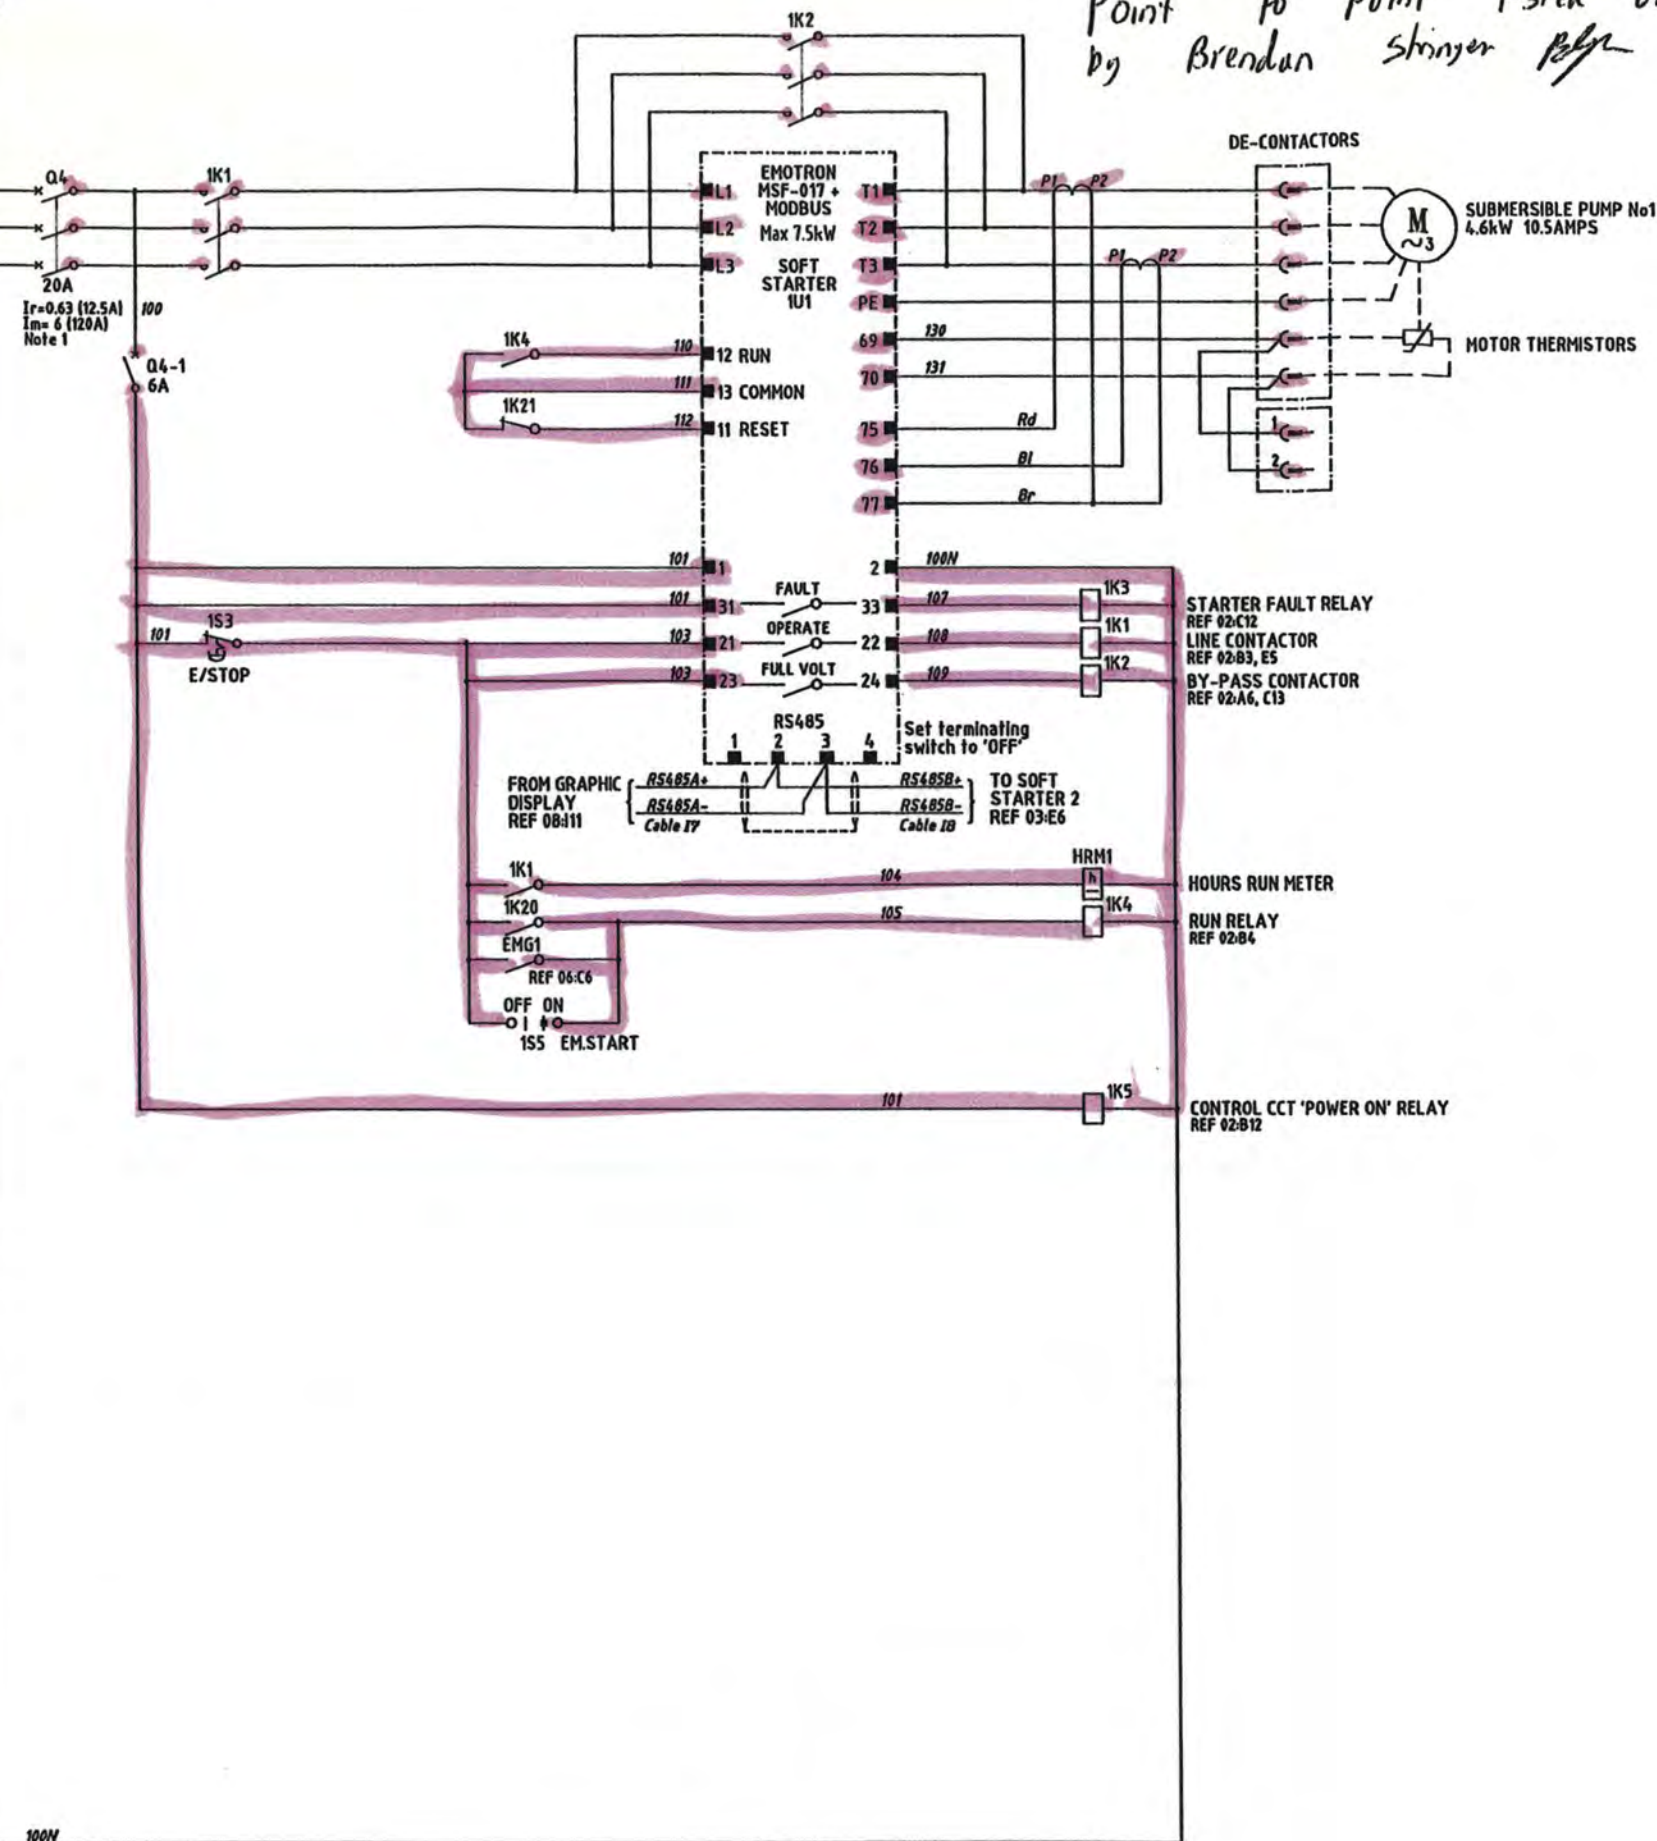 Point to Point
by Brendan Stringer
1K2
DE-CONTACTORS
Q4
1K1
20A
Ir=0.63 (12.5A)
Im= 6 (120A)
Note 1
100
Q4-1
6A
L1
L2
L3
EMOTRON
MSF-017 +
MODBUS
Max 7.5kW
SOFT
STARTER
1U1
T1
T2
T3
PE
P1 P2
P1 P2
M
~3
SUBMERSIBLE PUMP No1
4.6kW 10.5AMPS
69 130
70 131
MOTOR THERMISTORS
75 Rd
76 Bl
77 Br
1
2
1K4 110 12 RUN
111 13 COMMON
1K21 112 11 RESET
101 1
2 100N
101 31 FAULT 33 107 1K3
STARTER FAULT RELAY
REF 02:C12
101 1S3
E/STOP
103 21 OPERATE 22 108 1K1
LINE CONTACTOR
REF 02:B3, E5
103 23 FULL VOLT 24 109 1K2
BY-PASS CONTACTOR
REF 02:A6, C13
RS485
1 2 3 4
Set terminating
switch to 'OFF'
FROM GRAPHIC
DISPLAY
REF 08:I11
RS485A+
RS485A-
Cable I7
RS485B+
RS485B-
Cable I8
TO SOFT
STARTER 2
REF 03:E6
1K1 104 HRM1
h
HOURS RUN METER
1K20 105 1K4
RUN RELAY
REF 02:B4
EMG1
REF 06:C6
OFF ON
1S5 EM.START
101 1K5
CONTROL CCT 'POWER ON' RELAY
REF 02:B12
100N